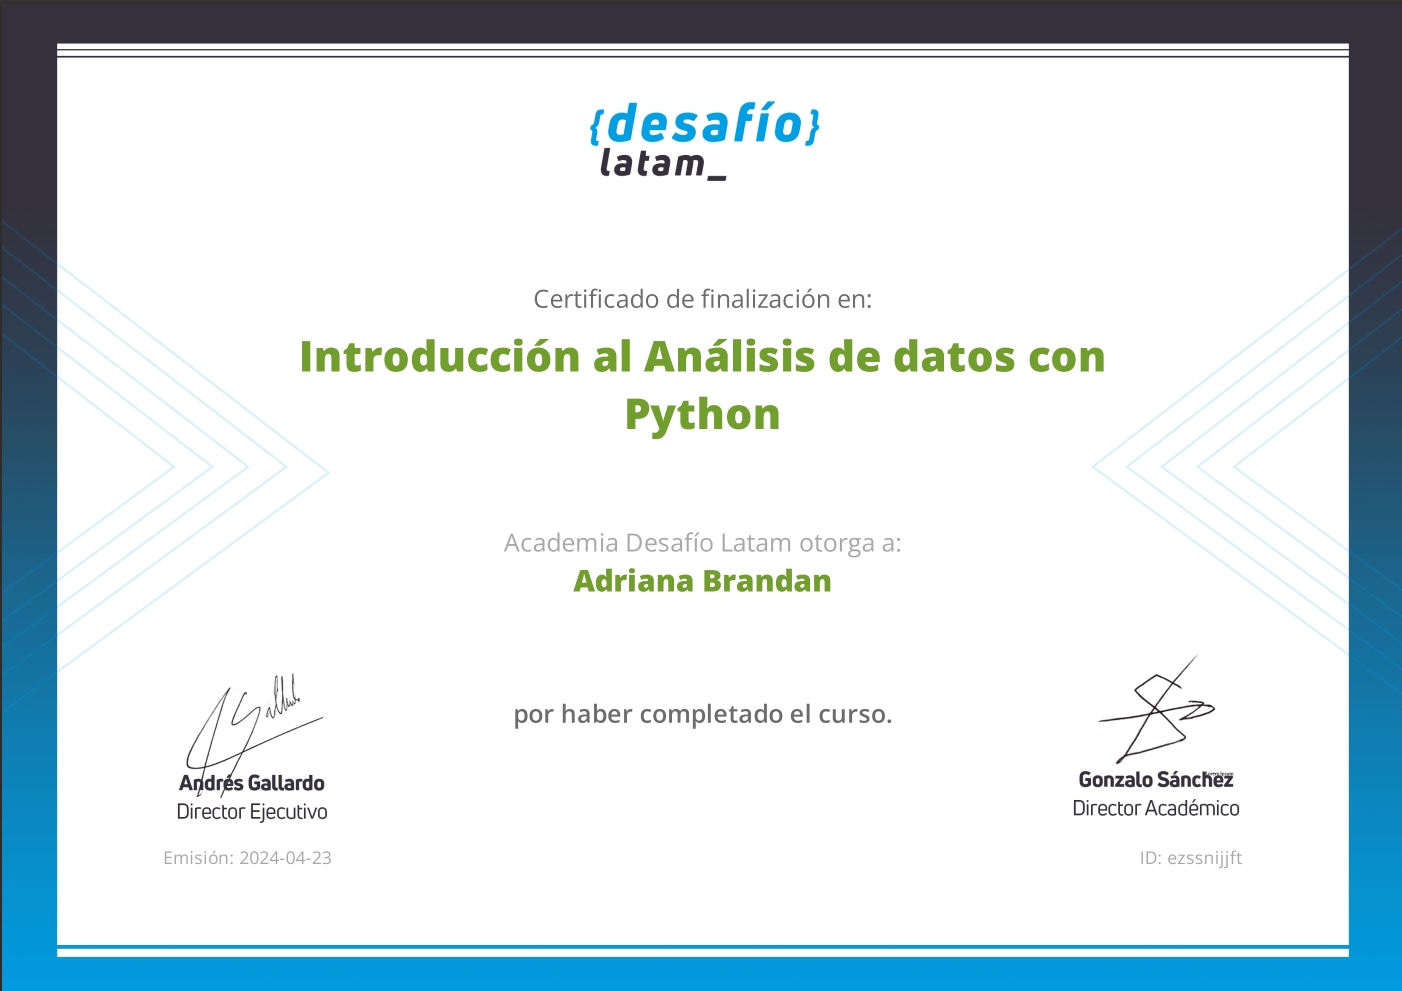 {desafío}
latam_
Certificado de finalización en:
Introducción al Análisis de datos con
Python
Academia Desafío Latam otorga a:
Adriana Brandan
por haber completado el curso.
Andrés Gallardo
Director Ejecutivo
Gonzalo Sánchez
Director Académico
Emisión: 2024-04-23
ID: ezssnijjft